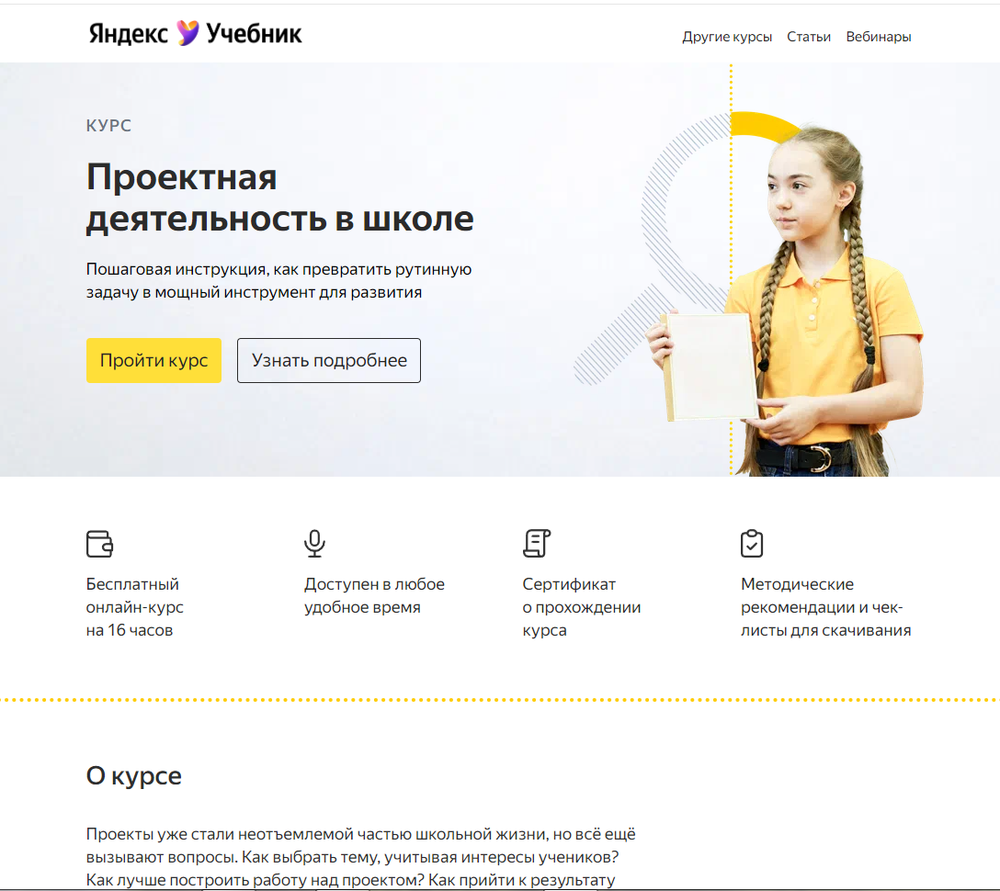 Яндекс Учебник
Другие курсы Статьи Вебинары
КУРС
Проектная
деятельность в школе
Пошаговая инструкция, как превратить рутинную
задачу в мощный инструмент для развития
Пройти курс
Узнать подробнее
Бесплатный
онлайн-курс
на 16 часов
Доступен в любое
удобное время
Сертификат
о прохождении
курса
Методические
рекомендации и чек-
листы для скачивания
О курсе
Проекты уже стали неотъемлемой частью школьной жизни, но всё ещё
вызывают вопросы. Как выбрать тему, учитывая интересы учеников?
Как лучше построить работу над проектом? Как прийти к результату